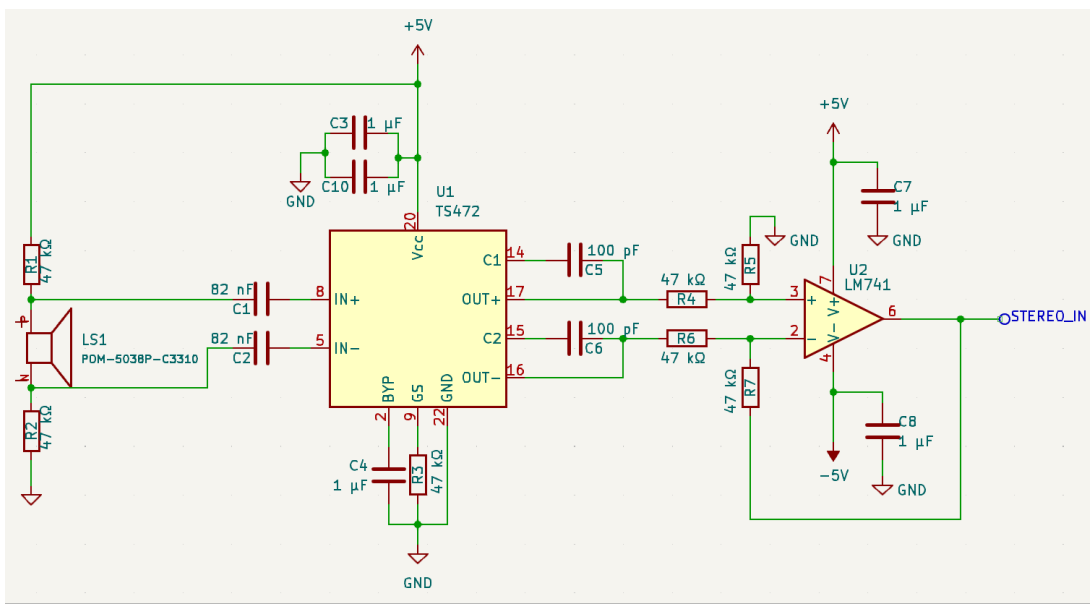 +5V
C3 1 µF
C10 1 µF
GND
U1
TS472
20
Vcc
R1
47 kΩ
82 nF
C1
8
IN+
82 nF
C2
5
IN-
P
LS1
PDM-5038P-C3310
N
R2
47 kΩ
C1
14
100 pF
C5
OUT+
17
C2
15
100 pF
C6
OUT-
16
BYP
GS
GND
2
9
22
C4
1 µF
R3
47 kΩ
GND
47 kΩ
R4
R5
47 kΩ
GND
R6
47 kΩ
R7
47 kΩ
+5V
C7
1 µF
GND
U2
LM741
7
V+
3
+
2
-
6
V-
4
STEREO_IN
C8
1 µF
-5V
GND